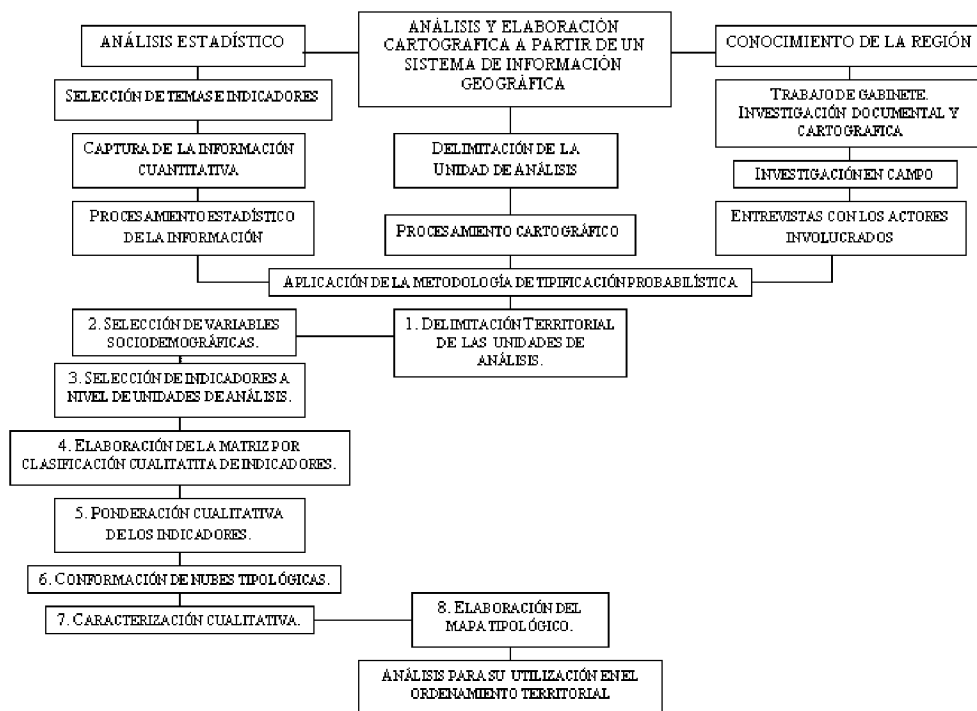 ANÁLISIS ESTADÍSTICO
ANÁLISIS Y ELABORACIÓN
CARTOGRAFICA A PARTIR DE UN
SISTEMA DE INFORMACIÓN
GEOGRÁFICA
CONOCIMIENTO DE LA REGIÓN
SELECCIÓN DE TEMAS E INDICADORES
TRABAJO DE GABINETE.
INVESTIGACIÓN DOCUMENTAL Y
CARTOGRAFICA
CAPTURA DE LA INFORMACIÓN
CUANTITATIVA
DELIMITACIÓN DE LA
UNIDAD DE ANÁLISIS
INVESTIGACIÓN EN CAMPO
PROCESAMIENTO ESTADÍSTICO
DE LA INFORMACIÓN
PROCESAMIENTO CARTOGRÁFICO
ENTREVISTAS CON LOS ACTORES
INVOLUCRADOS
APLICACIÓN DE LA METODOLOGÍA DE TIPIFICACIÓN PROBABILÍSTICA
2. SELECCIÓN DE VARIABLES
SOCIODEMOGRÁFICAS.
1. DELIMITACIÓN TERRITORIAL
DE LAS UNIDADES DE
ANÁLISIS.
3. SELECCIÓN DE INDICADORES A
NIVEL DE UNIDADES DE ANÁLISIS.
4. ELABORACIÓN DE LA MATRIZ POR
CLASIFICACIÓN CUALITATITA DE INDICADORES.
5. PONDERACIÓN CUALITATIVA
DE LOS INDICADORES.
6. CONFORMACIÓN DE NUBES TIPOLÓGICAS.
7. CARACTERIZACIÓN CUALITATIVA.
8. ELABORACIÓN DEL
MAPA TIPOLÓGICO.
ANÁLISIS PARA SU UTILIZACIÓN EN EL
ORDENAMIENTO TERRITORIAL